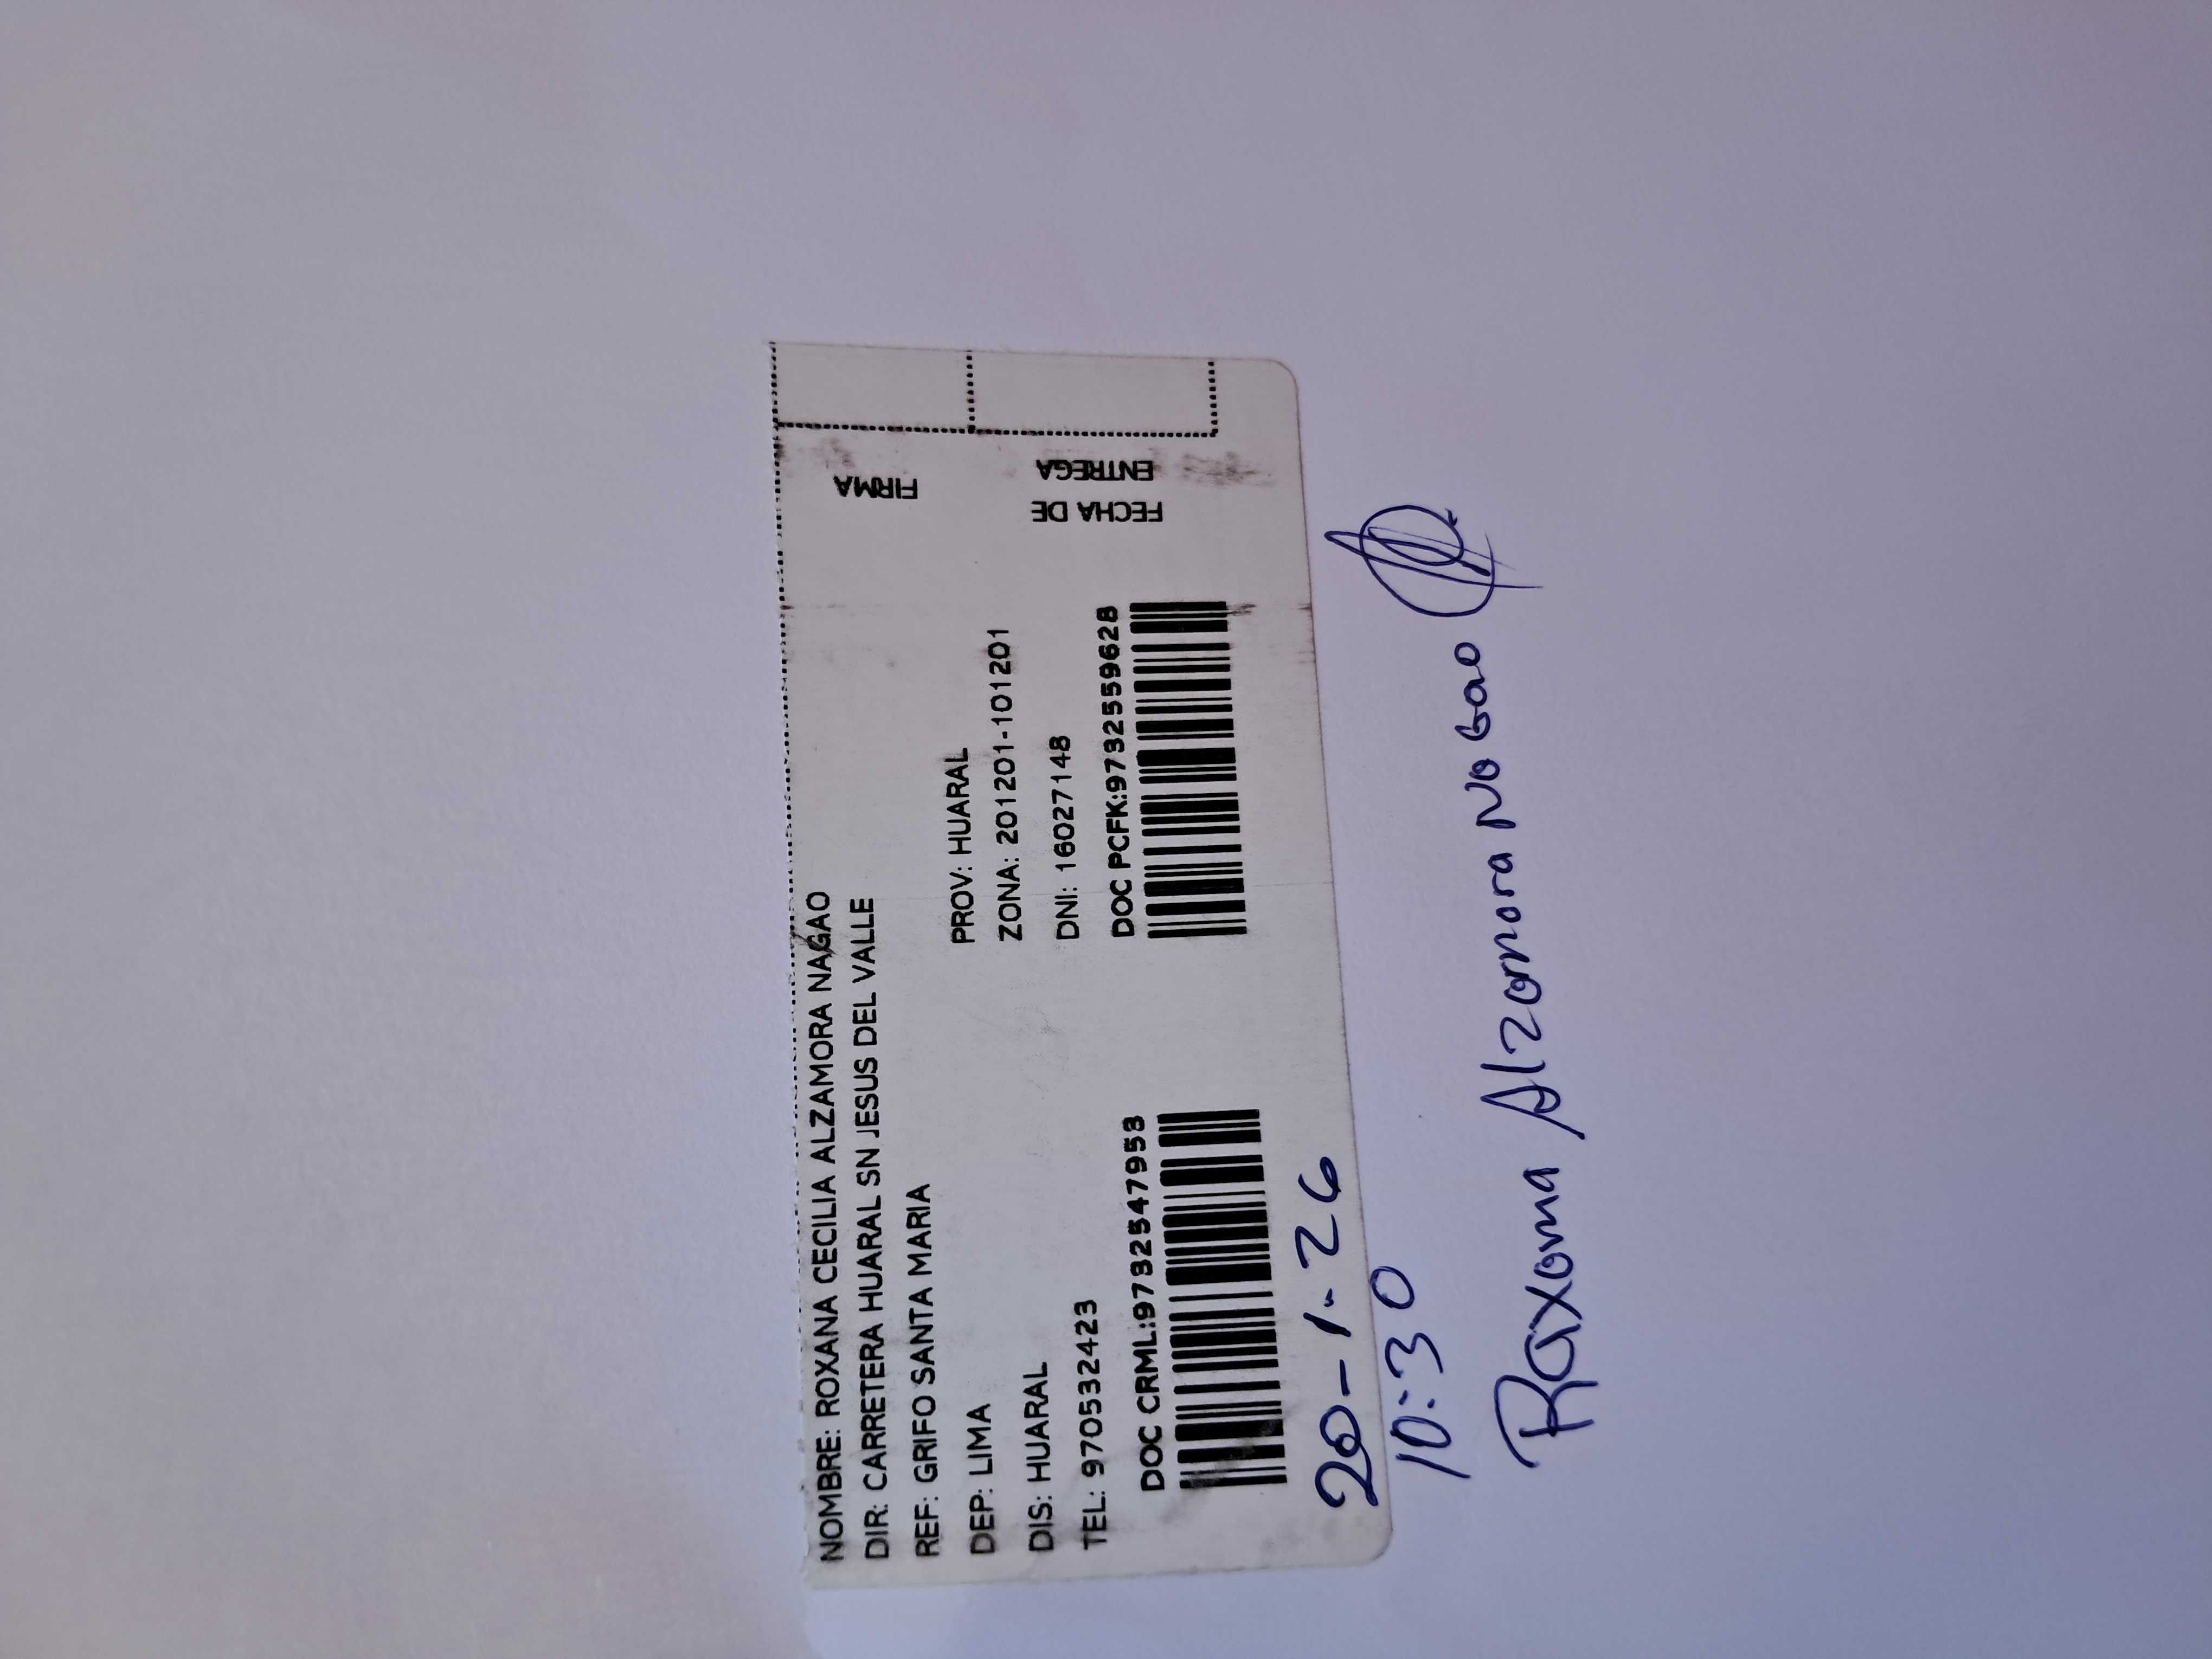 NOMBRE: ROXANA CECILIA ALZAMORA NAGAO
DIR: CARRETERA HUARAL SN JESUS DEL VALLE
REF: GRIFO SANTA MARIA
DEP: LIMA PROV: HUARAL
DIS: HUARAL ZONA: 201201-101201
TEL: 970532423 DNI: 16027148
DOC CRML:9732547953 DOC PCFK:9732559628
FIRMA
FECHA DE
ENTREGA
20-1-26
10:30
Roxana Alzamora Nagao